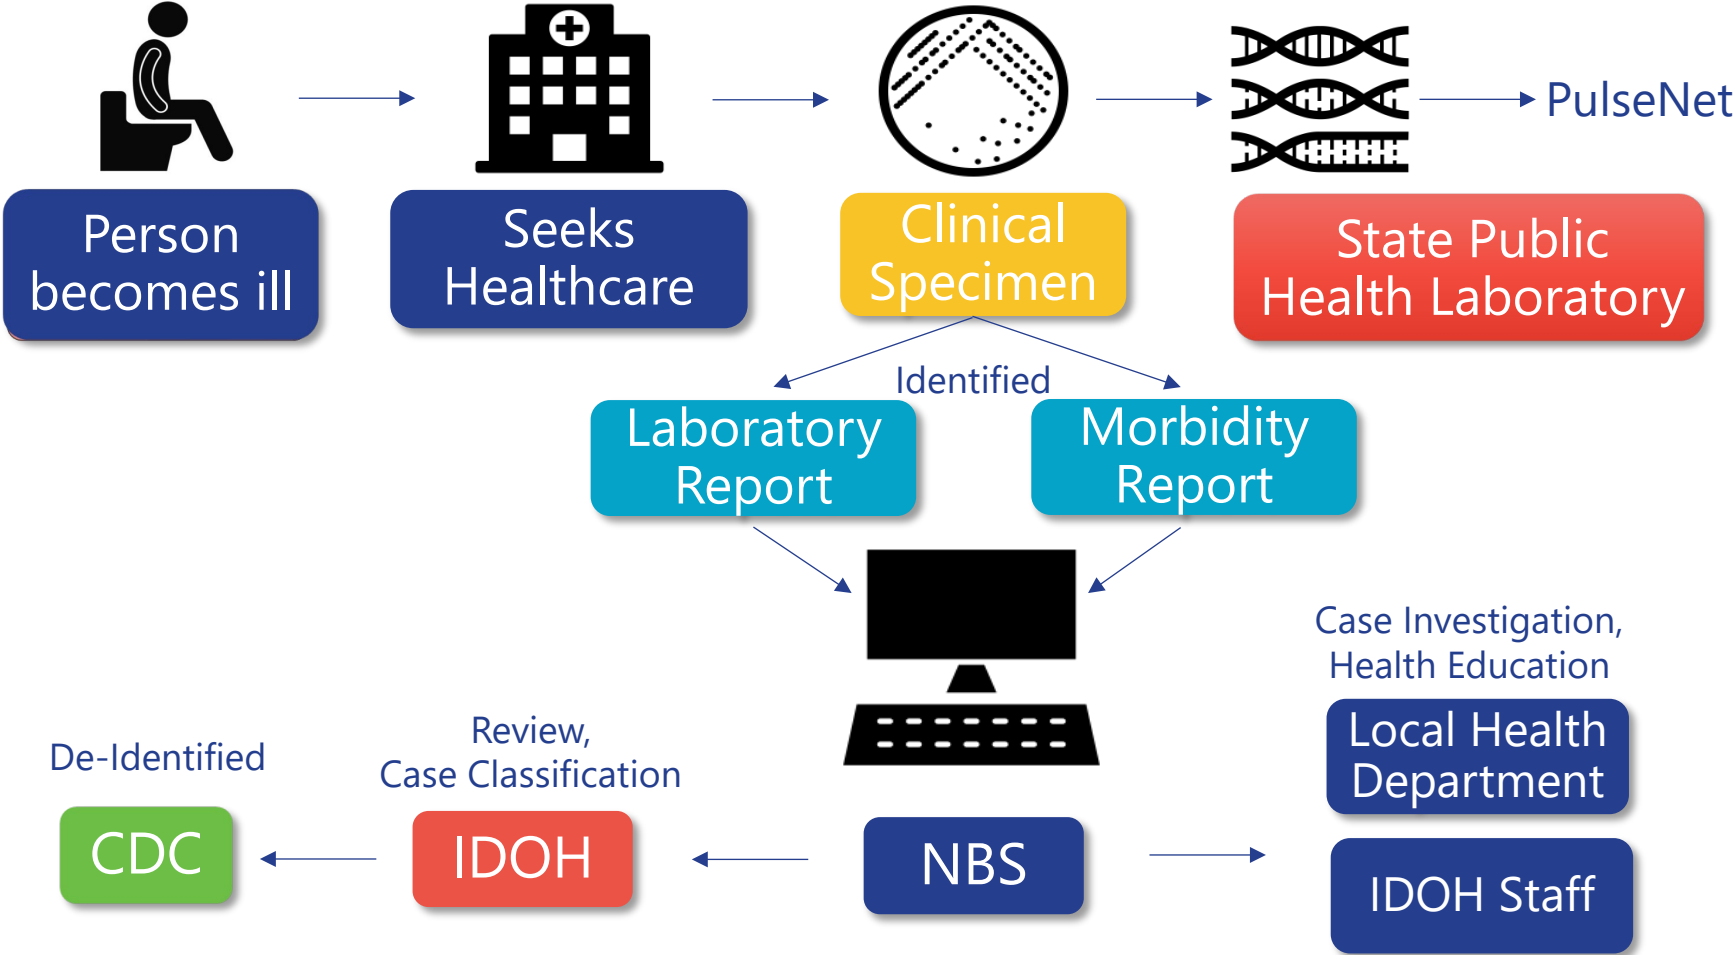 PulseNet
Person
becomes ill
Seeks
Healthcare
Clinical
Specimen
State Public
Health Laboratory
Identified
Laboratory
Report
Morbidity
Report
Case Investigation,
Health Education
Local Health
Department
De-Identified
CDC
Review,
Case Classification
IDOH
NBS
IDOH Staff